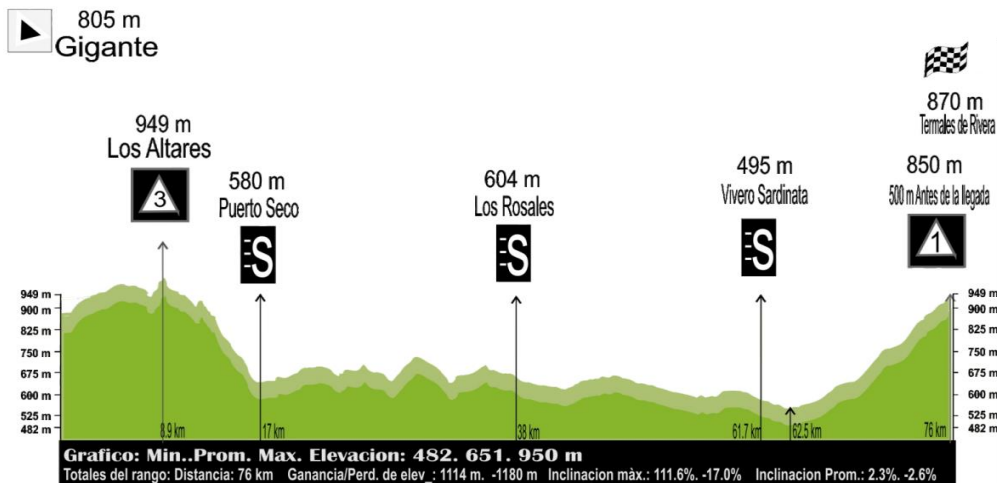 805 m
Gigante
949 m
Los Altares
3
580 m
Puerto Seco
S
604 m
Los Rosales
S
495 m
Vivero Sardinata
S
870 m
Termales de Rivera
850 m
500 m Antes de la llegada
1
949 m
900 m
825 m
750 m
675 m
600 m
525 m
482 m
949 m
900 m
825 m
750 m
675 m
600 m
525 m
482 m
8.9 km
17 km
38 km
61.7 km
62.5 km
76 km
Grafico: Min..Prom. Max. Elevacion: 482. 651. 950 m
Totales del rango: Distancia: 76 km Ganancia/Perd. de elev_: 1114 m. -1180 m Inclinacion màx.: 111.6%. -17.0% Inclinacion Prom.: 2.3%. -2.6%